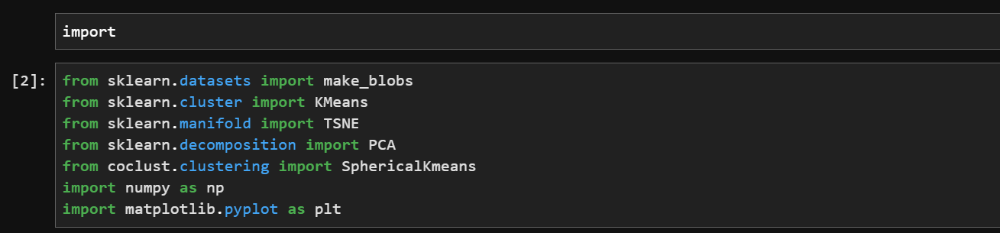 import
[2]:
from sklearn.datasets import make_blobs
from sklearn.cluster import KMeans
from sklearn.manifold import TSNE
from sklearn.decomposition import PCA
from coclust.clustering import SphericalKmeans
import numpy as np
import matplotlib.pyplot as plt